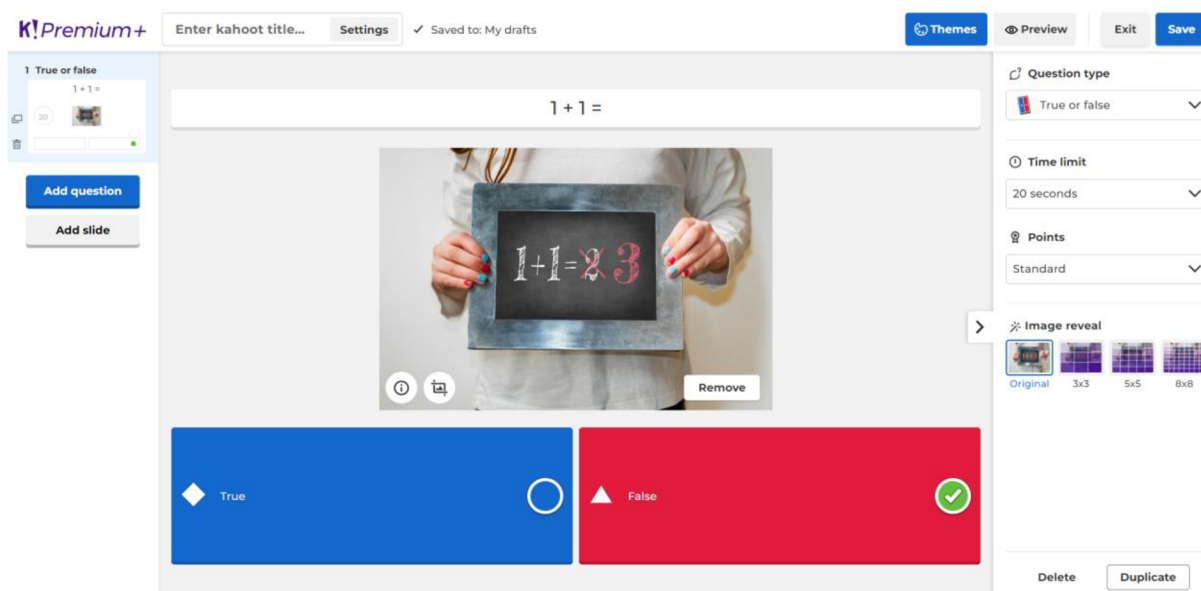 K! Premium+
Enter kahoot title...
Settings
Saved to: My drafts
Themes
Preview
Exit
Save
1 True or false
1 + 1 =
20
Add question
Add slide
1 + 1 =
1+1=2 3
Remove
True
False
Question type
True or false
Time limit
20 seconds
Points
Standard
Image reveal
Original
3x3
5x5
8x8
Delete
Duplicate